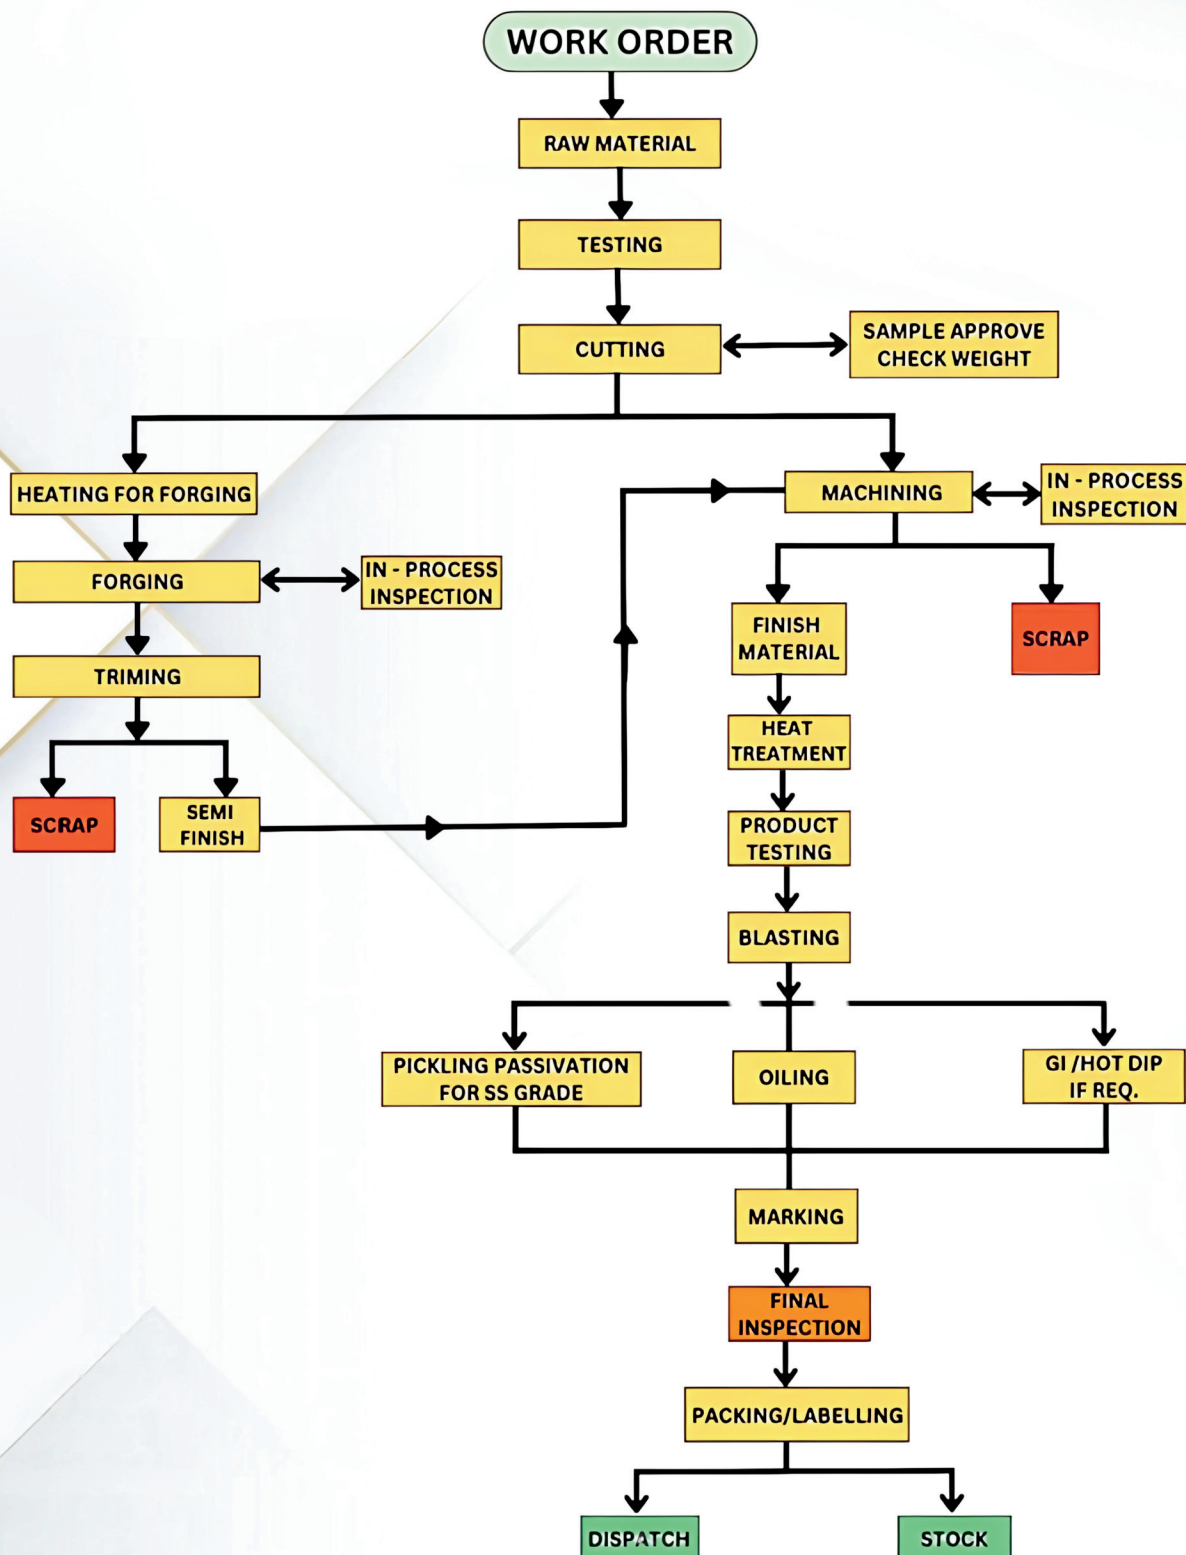 WORK ORDER
RAW MATERIAL
TESTING
CUTTING
SAMPLE APPROVE
CHECK WEIGHT
HEATING FOR FORGING
FORGING
IN - PROCESS
INSPECTION
TRIMING
SCRAP
SEMI
FINISH
MACHINING
IN - PROCESS
INSPECTION
FINISH
MATERIAL
SCRAP
HEAT
TREATMENT
PRODUCT
TESTING
BLASTING
PICKLING PASSIVATION
FOR SS GRADE
OILING
GI /HOT DIP
IF REQ.
MARKING
FINAL
INSPECTION
PACKING/LABELLING
DISPATCH
STOCK